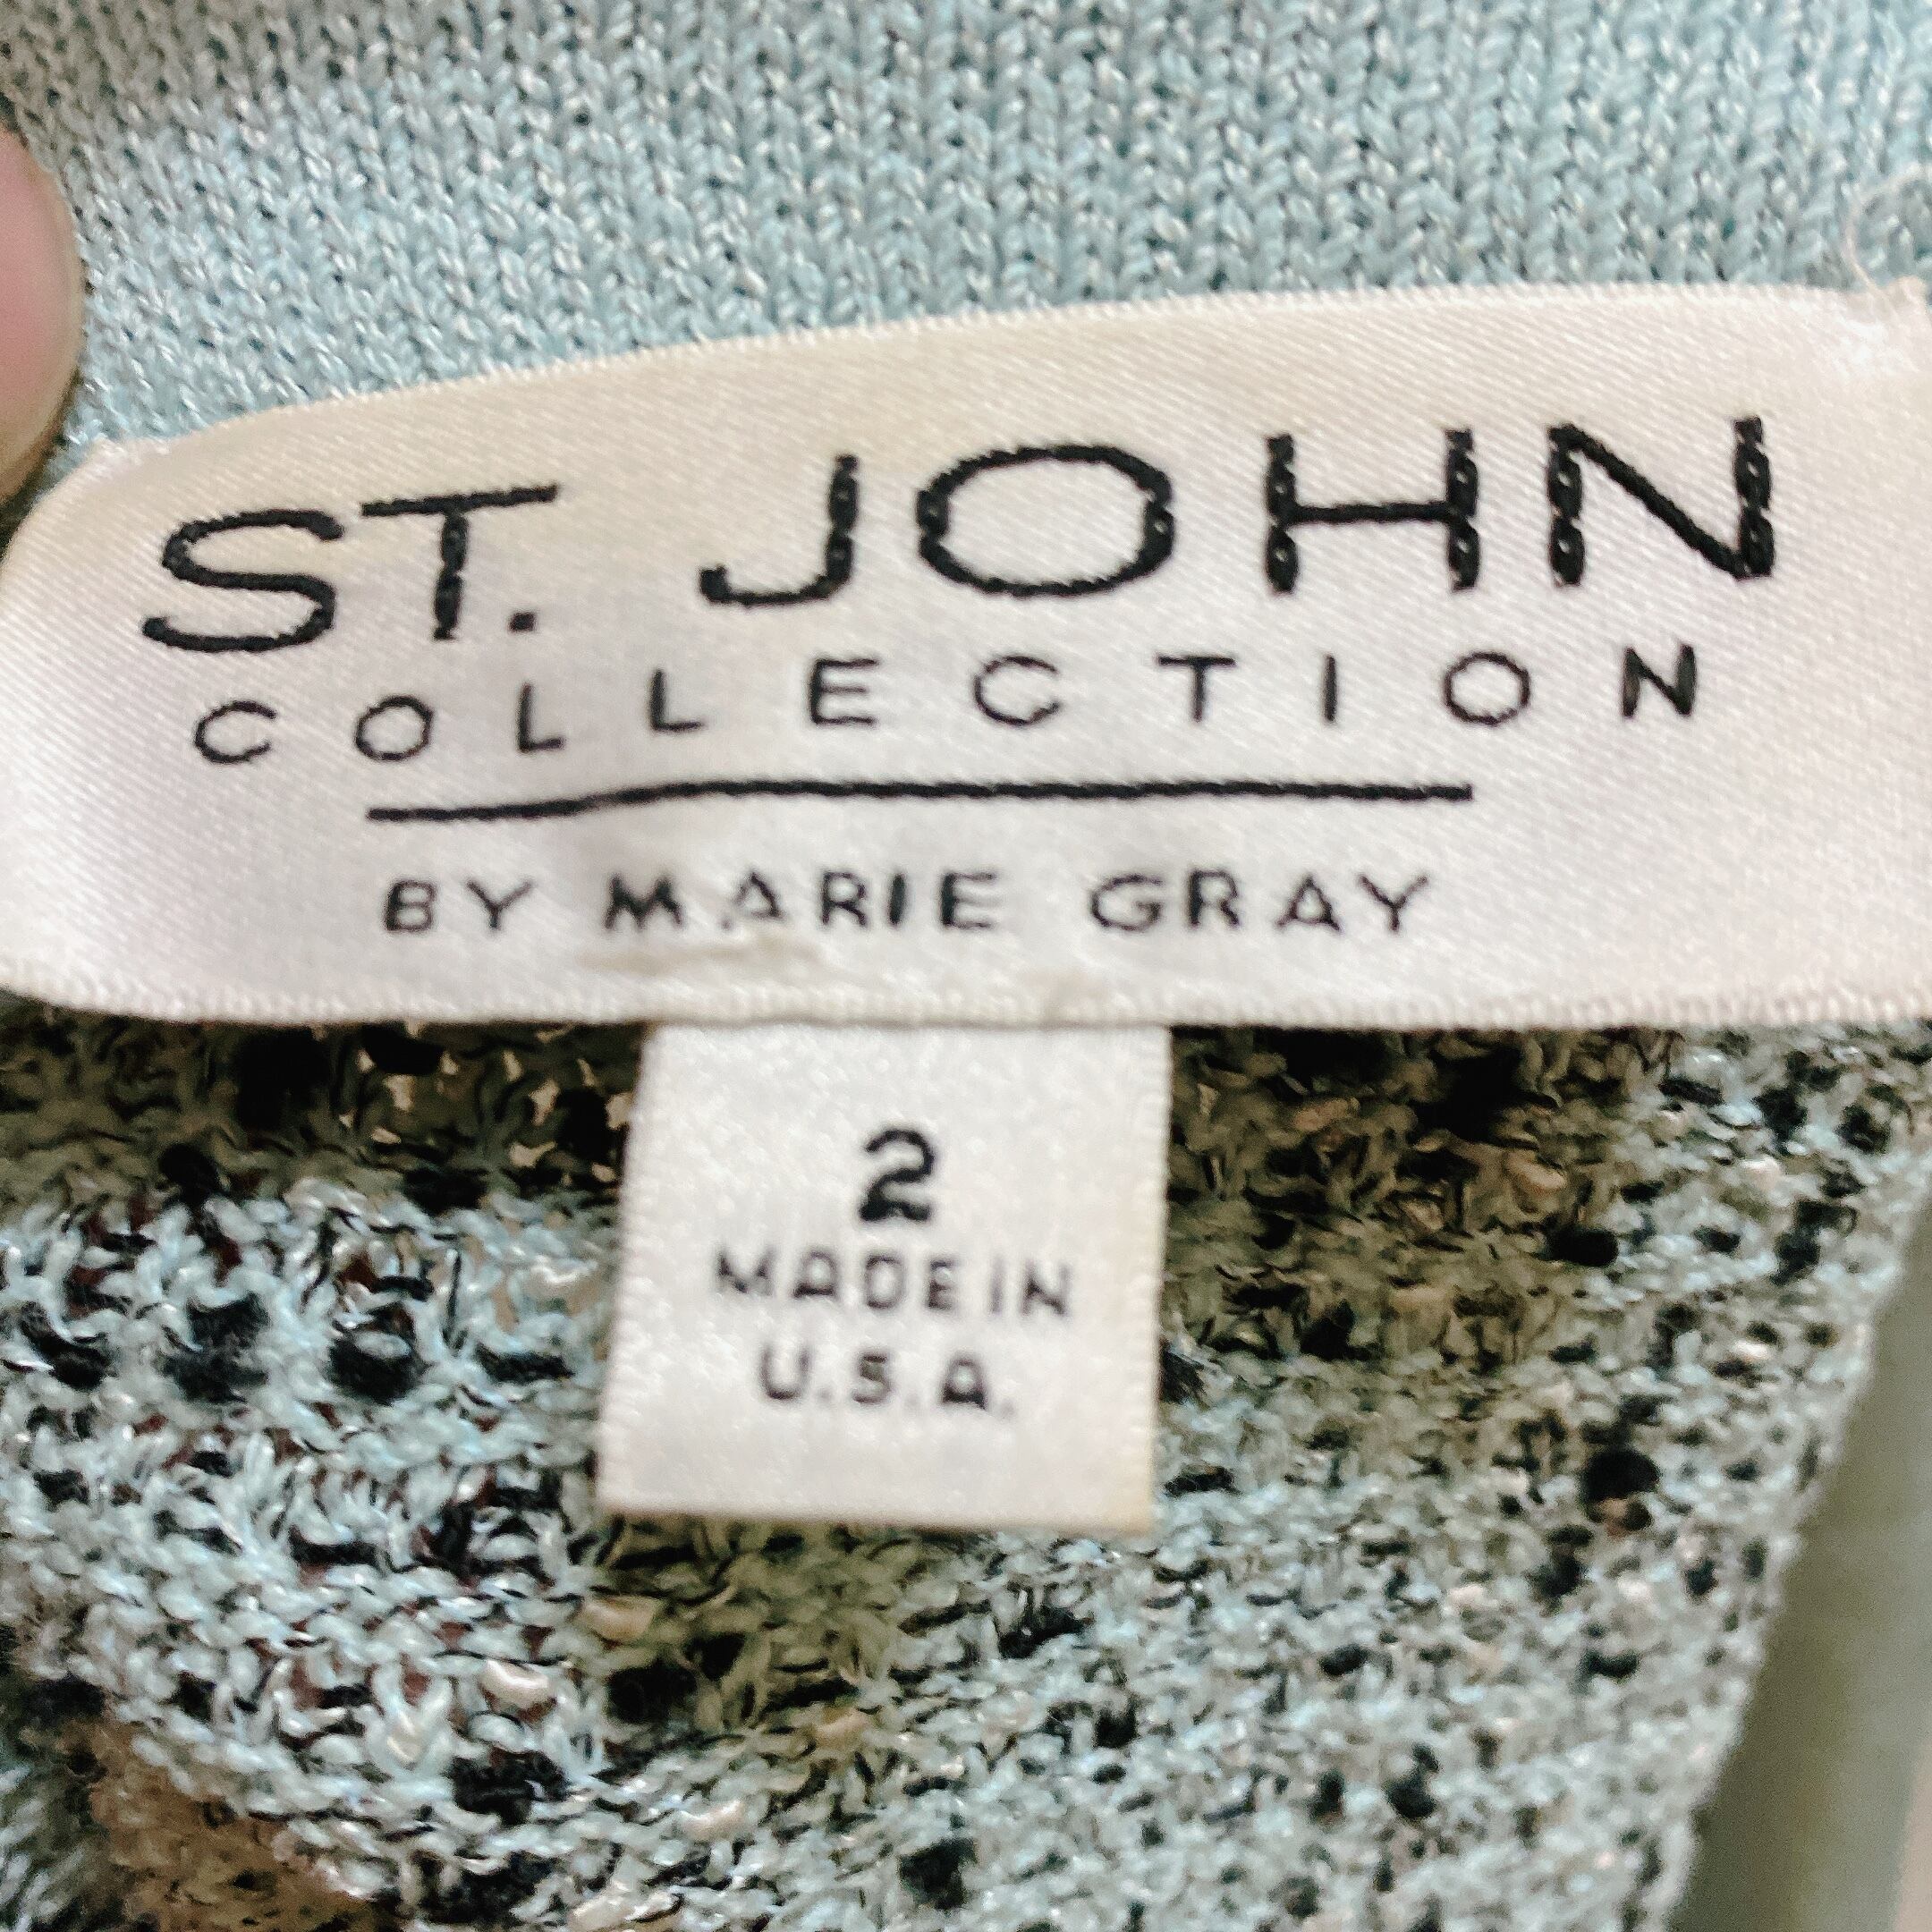 ST. JOHN
COLLECTION
BY MARIE GRAY
2
MADE IN
U.S.A.